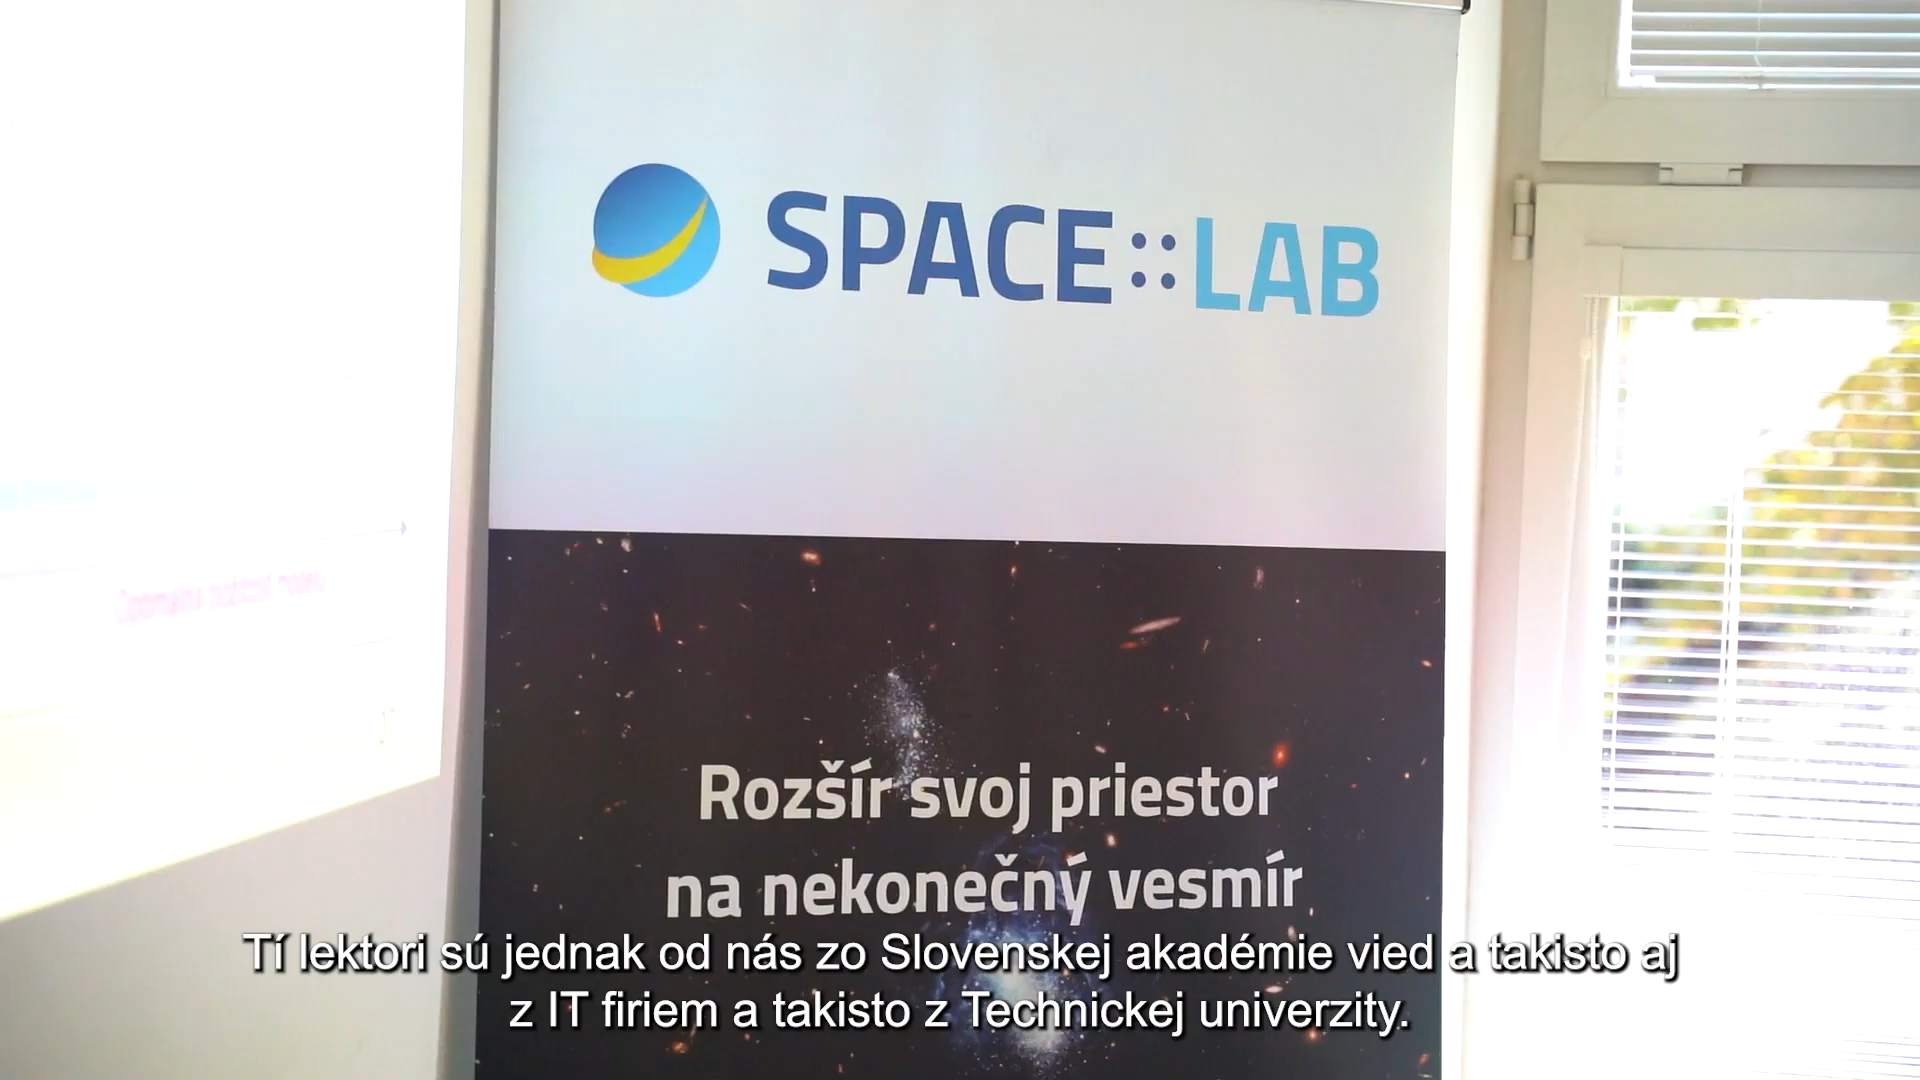 SPACE::LAB
Rozšír svoj priestor
na nekonečný vesmír
Tí lektori sú jednak od nás zo Slovenskej akadémie vied a takisto aj
z IT firiem a takisto z Technickej univerzity.